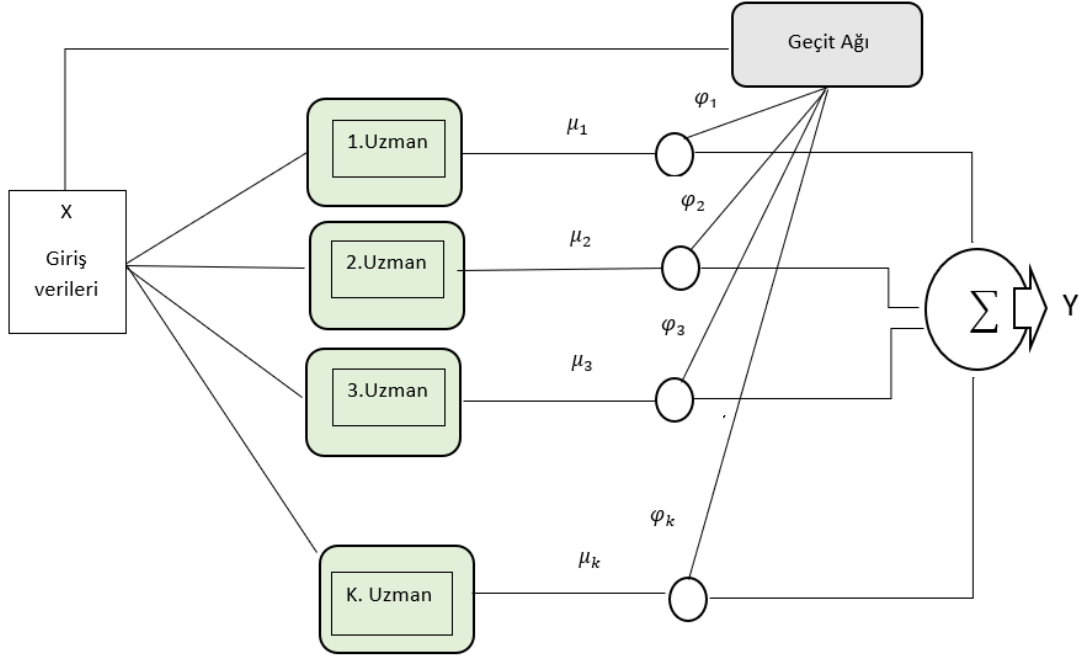 Geçit Ağı
φ₁
1.Uzman
μ₁
X
Giriş
verileri
φ₂
2.Uzman
μ₂
Σ
Y
φ₃
3.Uzman
μ₃
φₖ
K. Uzman
μₖ